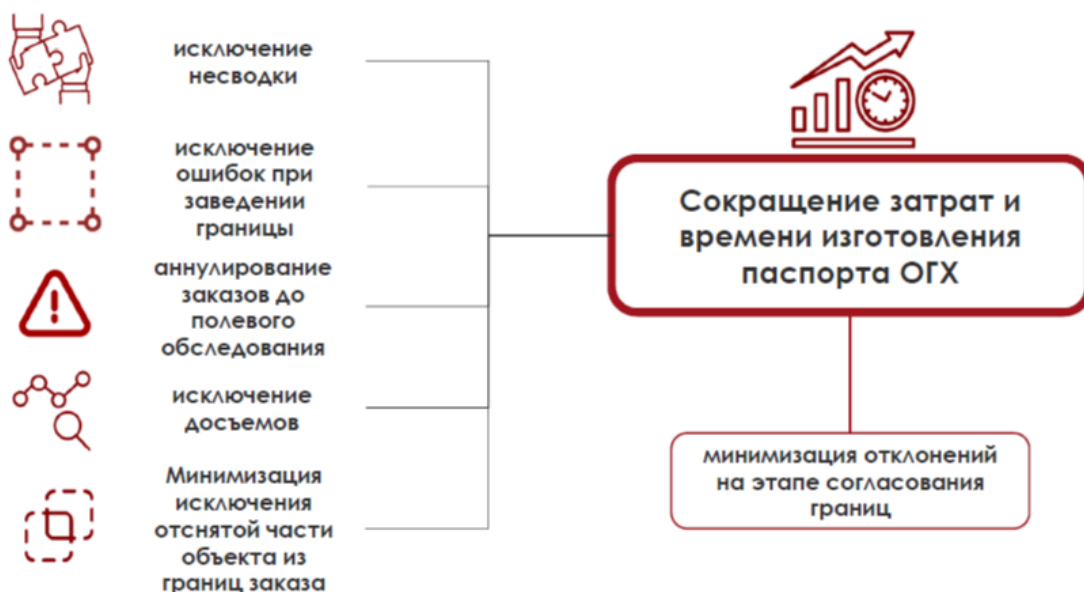 исключение
несводки
исключение
ошибок при
заведении
границы
аннулирование
заказов до
полевого
обследования
исключение
досъемов
Минимизация
исключения
отснятой части
объекта из
границ заказа
Сокращение затрат и
времени изготовления
паспорта ОГХ
минимизация отклонений
на этапе согласования
границ